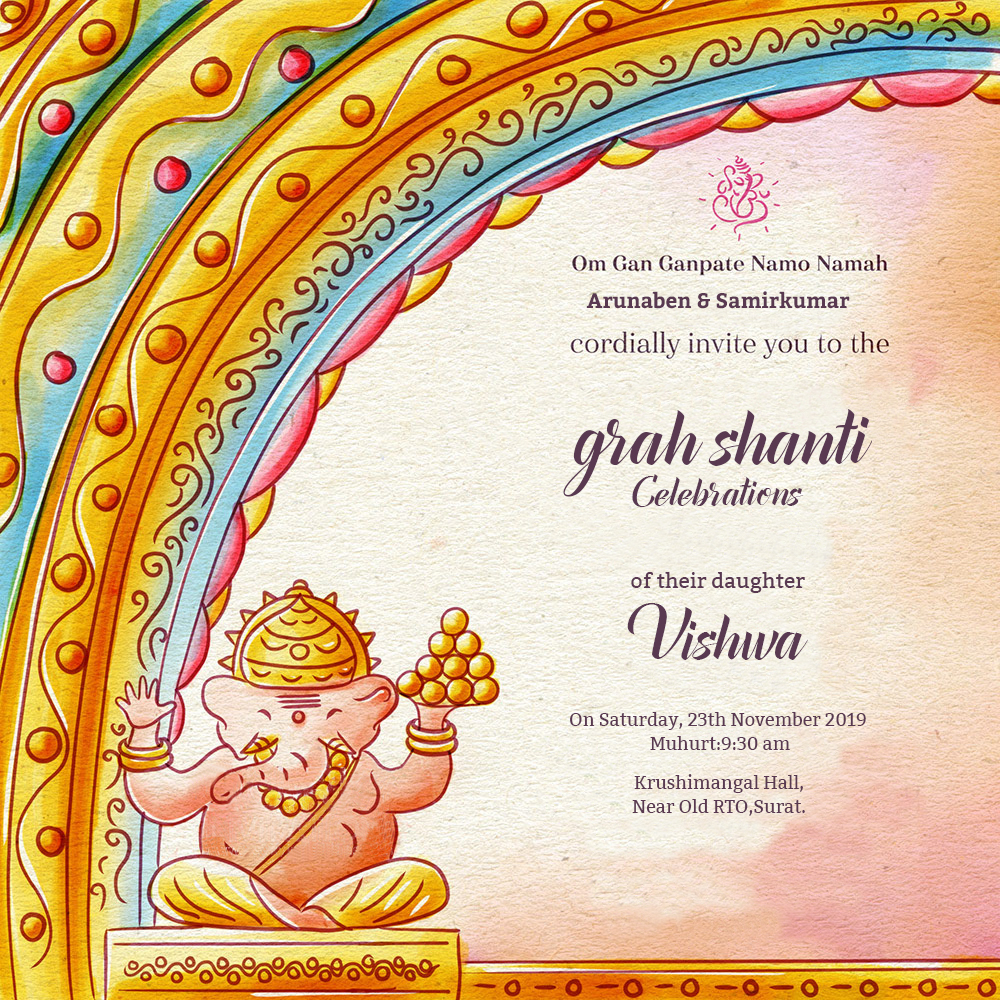 Om Gan Ganpate Namo Namah
Arunaben & Samirkumar
cordially invite you to the
grah shanti
Celebrations
of their daughter
Vishwa
On Saturday, 23th November 2019
Muhurt:9:30 am
Krushimangal Hall,
Near Old RTO,Surat.